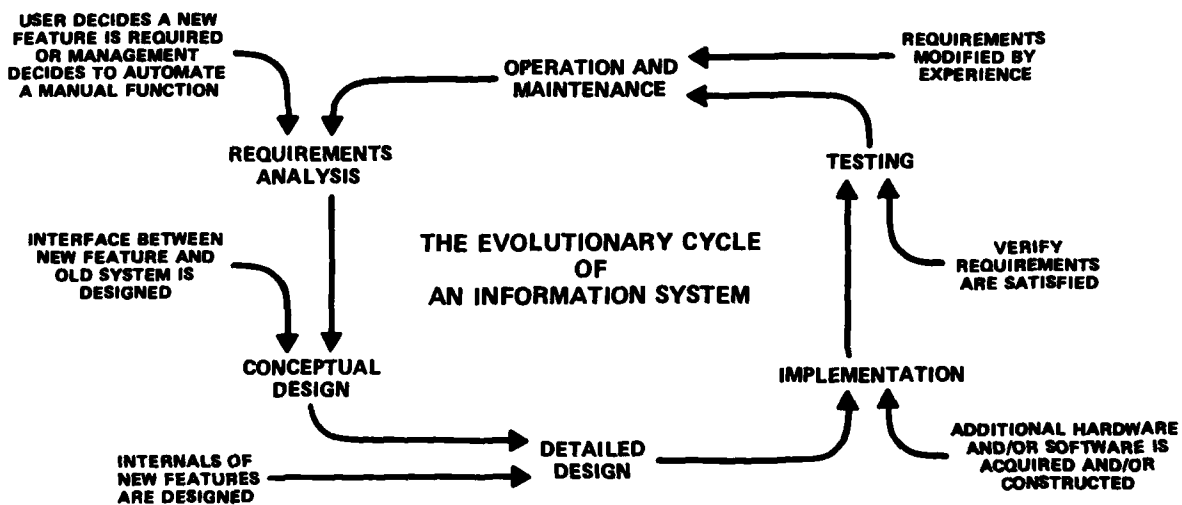 USER DECIDES A NEW
FEATURE IS REQUIRED
OR MANAGEMENT
DECIDES TO AUTOMATE
A MANUAL FUNCTION
OPERATION AND
MAINTENANCE
REQUIREMENTS
MODIFIED BY
EXPERIENCE
REQUIREMENTS
ANALYSIS
TESTING
INTERFACE BETWEEN
NEW FEATURE AND
OLD SYSTEM IS
DESIGNED
THE EVOLUTIONARY CYCLE
OF
AN INFORMATION SYSTEM
VERIFY
REQUIREMENTS
ARE SATISFIED
CONCEPTUAL
DESIGN
IMPLEMENTATION
INTERNALS OF
NEW FEATURES
ARE DESIGNED
DETAILED
DESIGN
ADDITIONAL HARDWARE
AND/OR SOFTWARE IS
ACQUIRED AND/OR
CONSTRUCTED